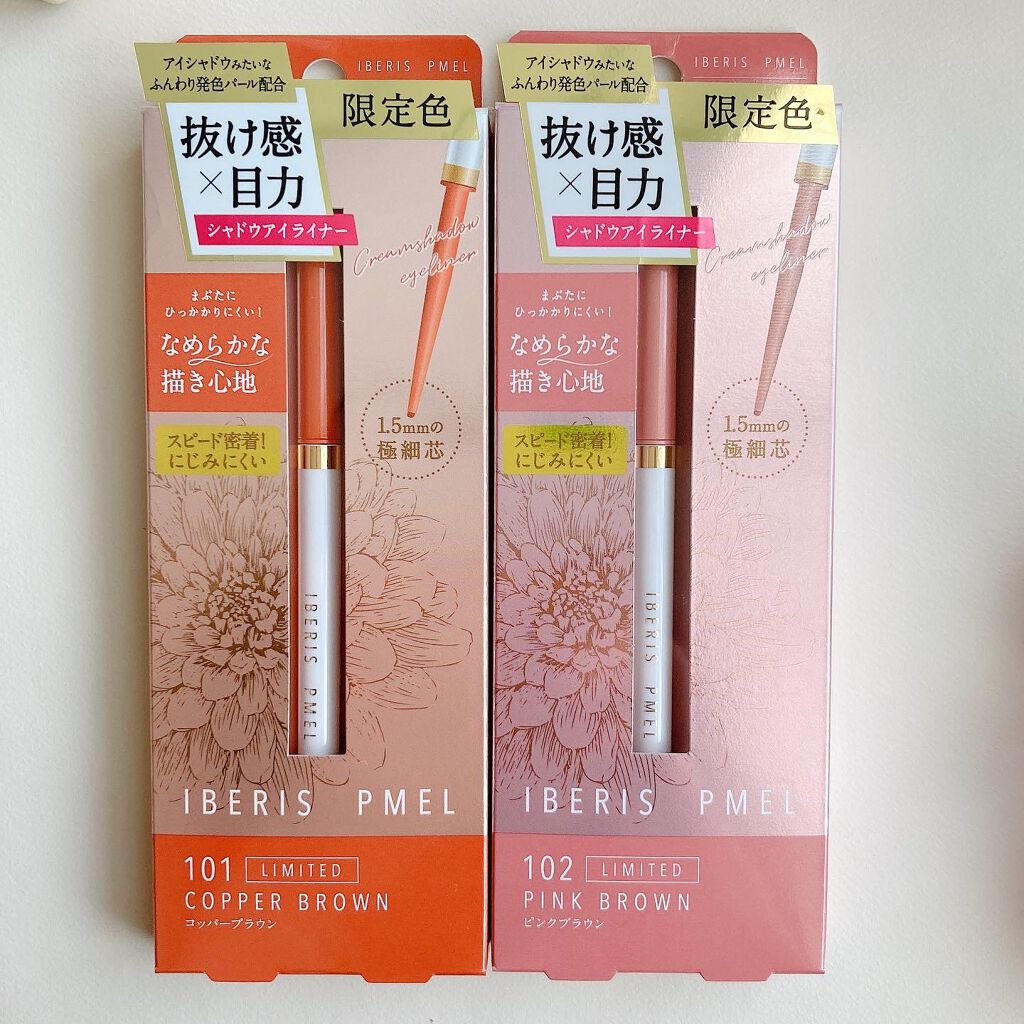 IBERIS PMEL
アイシャドウみたいな
ふんわり発色パール配合
限定色
抜け感
×目力
シャドウアイライナー
Creamshadow
eyeliner
まぶたに
ひっかかりにくい!
なめらかな
描き心地
1.5mmの
極細芯
スピード密着!
にじみにくい
IBERIS PMEL
IBERIS PMEL
101 LIMITED
COPPER BROWN
コッパーブラウン
IBERIS PMEL
アイシャドウみたいな
ふんわり発色パール配合
限定色
抜け感
×目力
シャドウアイライナー
Creamshadow
eyeliner
まぶたに
ひっかかりにくい!
なめらかな
描き心地
1.5mmの
極細芯
スピード密着!
にじみにくい
IBERIS PMEL
IBERIS PMEL
102 LIMITED
PINK BROWN
ピンクブラウン